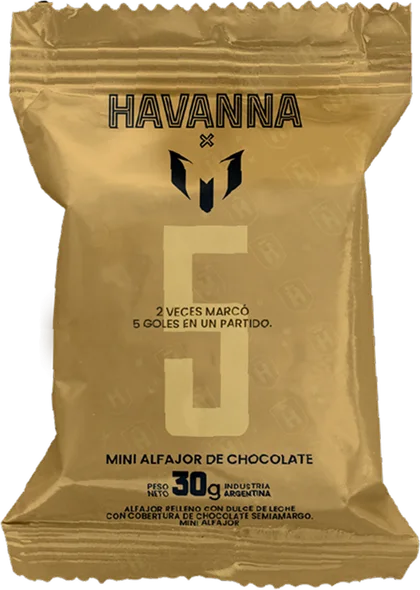 HAVANNA
×
5
2 VECES MARCÓ
5 GOLES EN UN PARTIDO.
MINI ALFAJOR DE CHOCOLATE
PESO NETO 30g INDUSTRIA ARGENTINA
ALFAJOR RELLENO CON DULCE DE LECHE
CON COBERTURA DE CHOCOLATE SEMIAMARGO.
MINI ALFAJOR